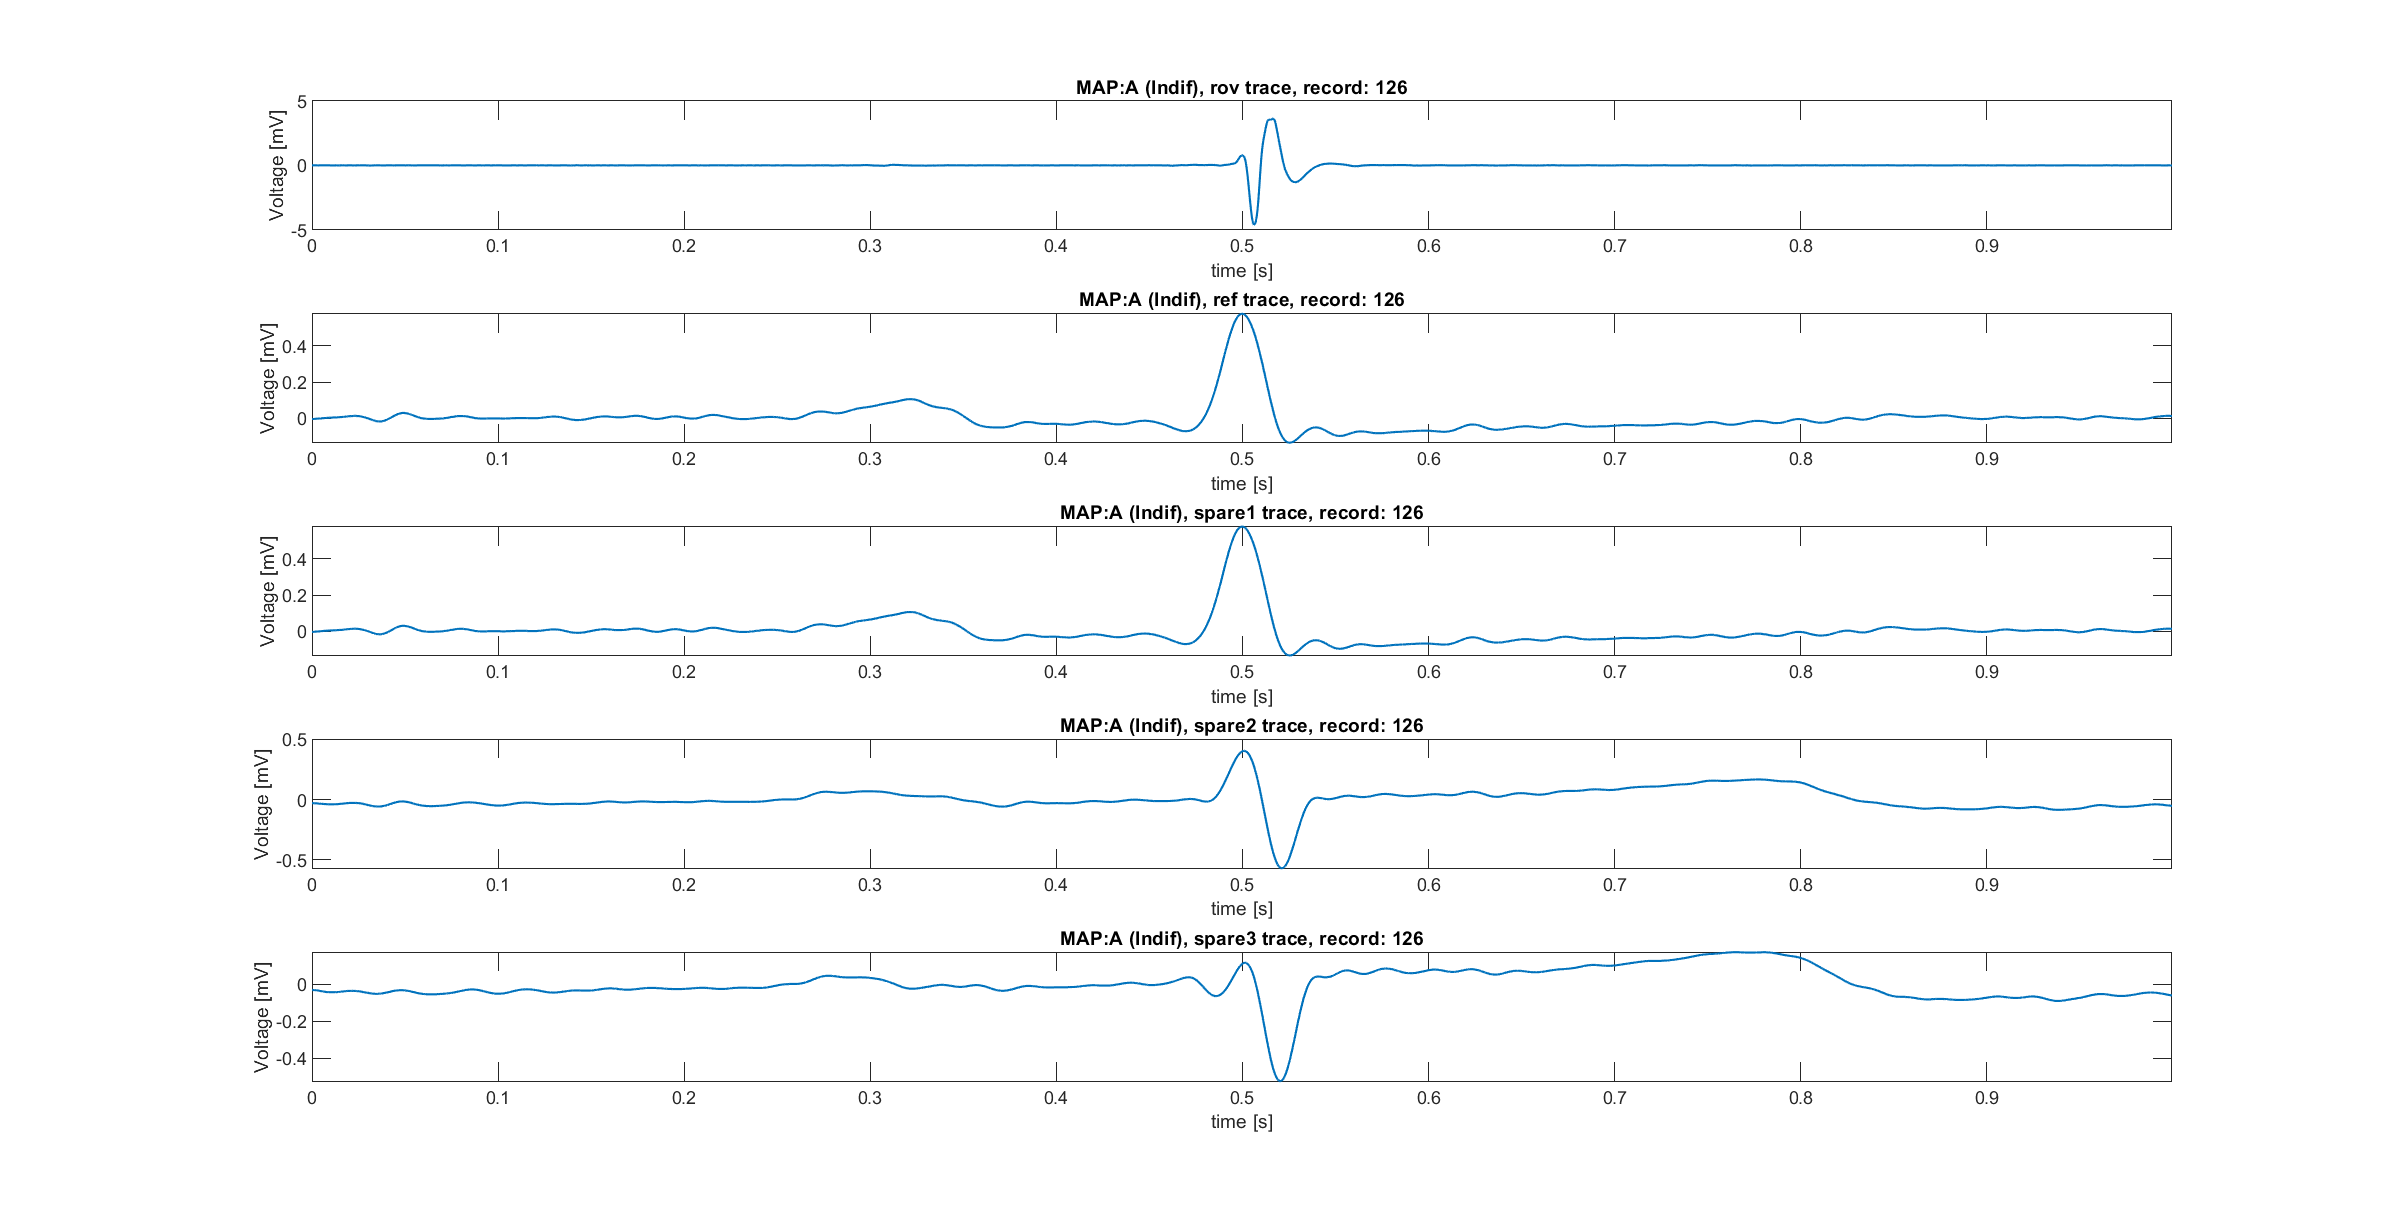 MAP:A (Indif), rov trace, record: 126
Voltage [mV]
5
0
-5
0 0.1 0.2 0.3 0.4 0.5 0.6 0.7 0.8 0.9
time [s]
MAP:A (Indif), ref trace, record: 126
Voltage [mV]
0.4
0.2
0
0 0.1 0.2 0.3 0.4 0.5 0.6 0.7 0.8 0.9
time [s]
MAP:A (Indif), spare1 trace, record: 126
Voltage [mV]
0.4
0.2
0
0 0.1 0.2 0.3 0.4 0.5 0.6 0.7 0.8 0.9
time [s]
MAP:A (Indif), spare2 trace, record: 126
Voltage [mV]
0.5
0
-0.5
0 0.1 0.2 0.3 0.4 0.5 0.6 0.7 0.8 0.9
time [s]
MAP:A (Indif), spare3 trace, record: 126
Voltage [mV]
0
-0.2
-0.4
0 0.1 0.2 0.3 0.4 0.5 0.6 0.7 0.8 0.9
time [s]